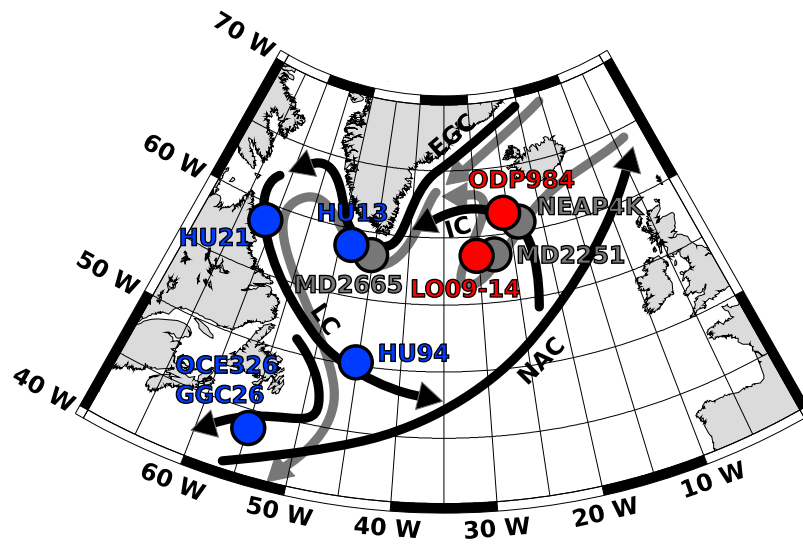 70 W
60 W
50 W
40 W
EGC
ODP984
HU13
NEAP4K
HU21
IC
MD2251
MD2665
LO09-14
LC
HU94
NAC
OCE326
GGC26
60 W
50 W
40 W
30 W
20 W
10 W